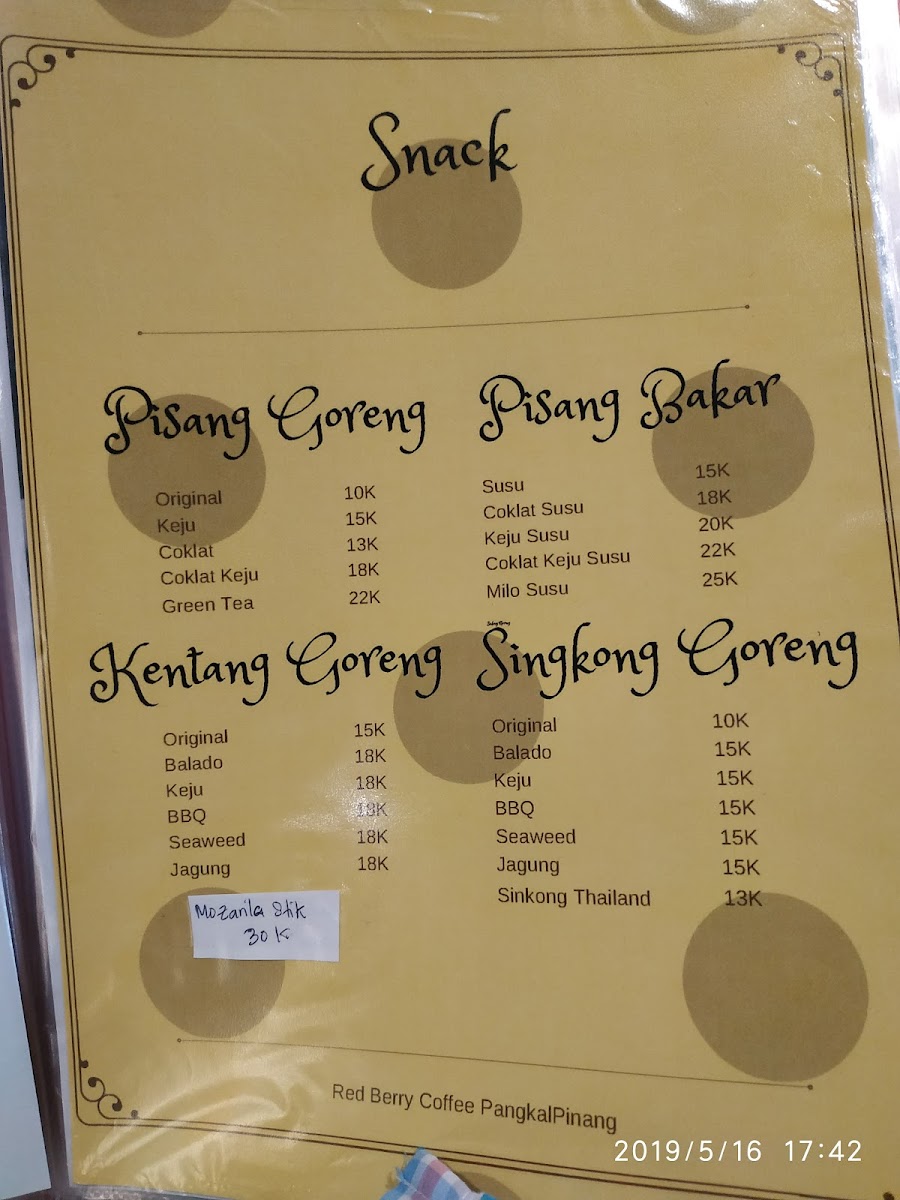 Snack
Pisang Goreng
Original 10K
Keju 15K
Coklat 13K
Coklat Keju 18K
Green Tea 22K
Pisang Bakar
Susu 15K
Coklat Susu 18K
Keju Susu 20K
Coklat Keju Susu 22K
Milo Susu 25K
Kentang Goreng
Original 15K
Balado 18K
Keju 18K
BBQ 18K
Seaweed 18K
Jagung 18K
Mozarila Stik
30K
Singkong Goreng
Original 10K
Balado 15K
Keju 15K
BBQ 15K
Seaweed 15K
Jagung 15K
Sinkong Thailand 13K
Red Berry Coffee PangkalPinang
2019/5/16 17:42